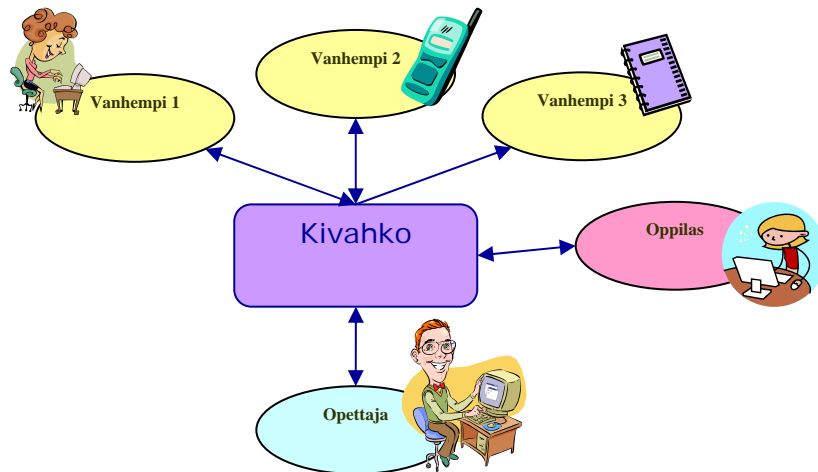 Vanhempi 1
Vanhempi 2
Vanhempi 3
Kivahko
Oppilas
Opettaja